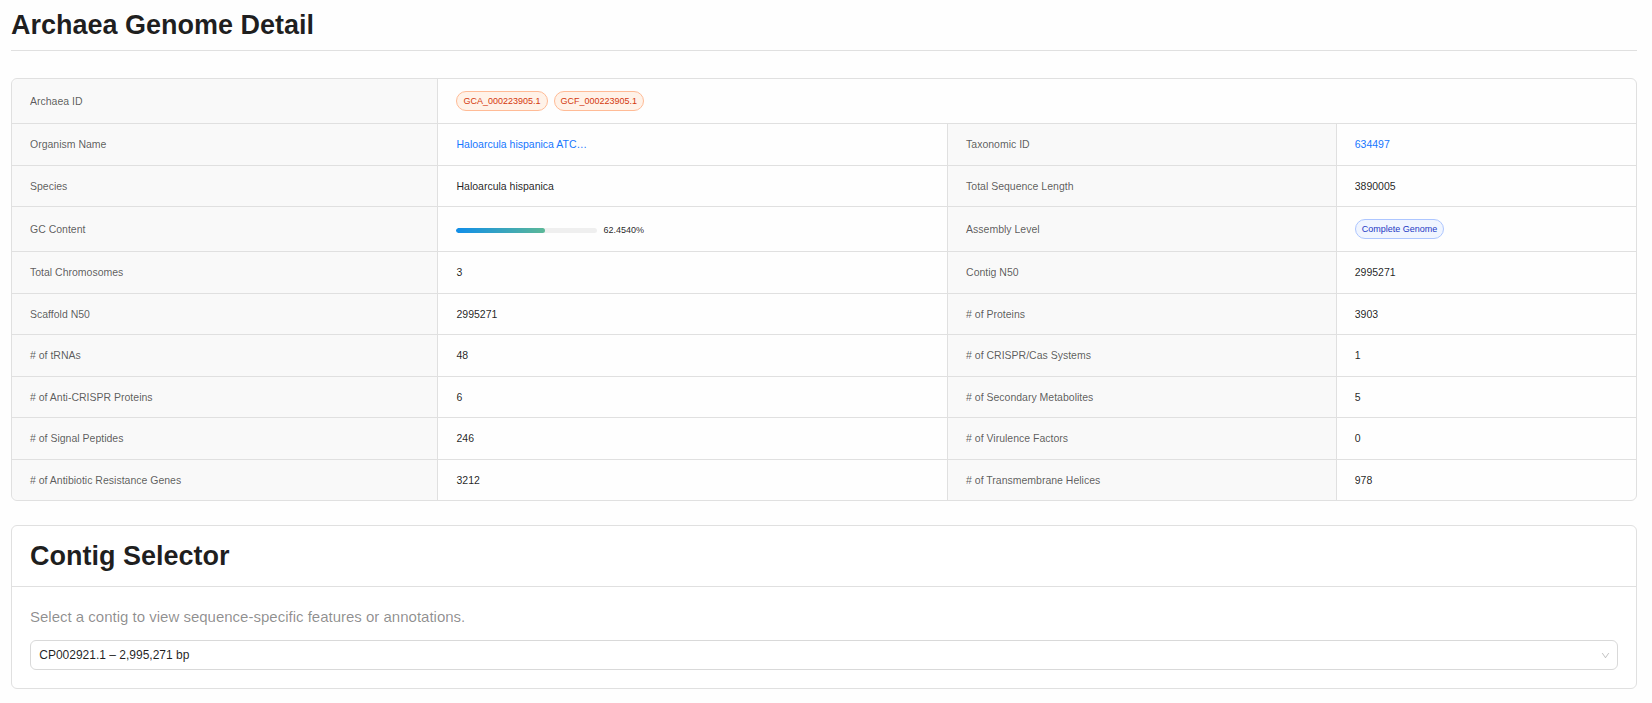 Archaea Genome Detail
Archaea ID GCA_000223905.1 GCF_000223905.1
Organism Name Haloarcula hispanica ATC... Taxonomic ID 634497
Species Haloarcula hispanica Total Sequence Length 3890005
GC Content 62.4540% Assembly Level Complete Genome
Total Chromosomes 3 Contig N50 2995271
Scaffold N50 2995271 # of Proteins 3903
# of tRNAs 48 # of CRISPR/Cas Systems 1
# of Anti-CRISPR Proteins 6 # of Secondary Metabolites 5
# of Signal Peptides 246 # of Virulence Factors 0
# of Antibiotic Resistance Genes 3212 # of Transmembrane Helices 978
Contig Selector
Select a contig to view sequence-specific features or annotations.
CP002921.1 – 2,995,271 bp